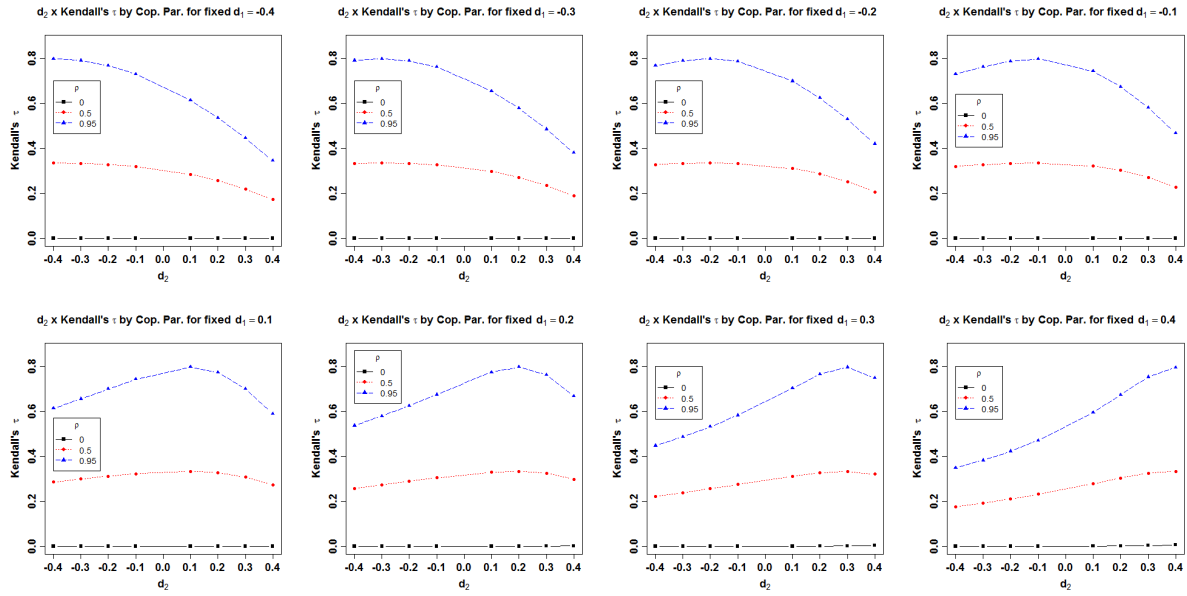 d₂ x Kendall's τ by Cop. Par. for fixed d₁ = -0.4
Kendall's τ
0.0 0.2 0.4 0.6 0.8
ρ
0
0.5
0.95
-0.4 -0.3 -0.2 -0.1 0.0 0.1 0.2 0.3 0.4
d₂
d₂ x Kendall's τ by Cop. Par. for fixed d₁ = -0.3
Kendall's τ
0.0 0.2 0.4 0.6 0.8
ρ
0
0.5
0.95
-0.4 -0.3 -0.2 -0.1 0.0 0.1 0.2 0.3 0.4
d₂
d₂ x Kendall's τ by Cop. Par. for fixed d₁ = -0.2
Kendall's τ
0.0 0.2 0.4 0.6 0.8
ρ
0
0.5
0.95
-0.4 -0.3 -0.2 -0.1 0.0 0.1 0.2 0.3 0.4
d₂
d₂ x Kendall's τ by Cop. Par. for fixed d₁ = -0.1
Kendall's τ
0.0 0.2 0.4 0.6 0.8
ρ
0
0.5
0.95
-0.4 -0.3 -0.2 -0.1 0.0 0.1 0.2 0.3 0.4
d₂
d₂ x Kendall's τ by Cop. Par. for fixed d₁ = 0.1
Kendall's τ
0.0 0.2 0.4 0.6 0.8
ρ
0
0.5
0.95
-0.4 -0.3 -0.2 -0.1 0.0 0.1 0.2 0.3 0.4
d₂
d₂ x Kendall's τ by Cop. Par. for fixed d₁ = 0.2
Kendall's τ
0.0 0.2 0.4 0.6 0.8
ρ
0
0.5
0.95
-0.4 -0.3 -0.2 -0.1 0.0 0.1 0.2 0.3 0.4
d₂
d₂ x Kendall's τ by Cop. Par. for fixed d₁ = 0.3
Kendall's τ
0.0 0.2 0.4 0.6 0.8
ρ
0
0.5
0.95
-0.4 -0.3 -0.2 -0.1 0.0 0.1 0.2 0.3 0.4
d₂
d₂ x Kendall's τ by Cop. Par. for fixed d₁ = 0.4
Kendall's τ
0.0 0.2 0.4 0.6 0.8
ρ
0
0.5
0.95
-0.4 -0.3 -0.2 -0.1 0.0 0.1 0.2 0.3 0.4
d₂